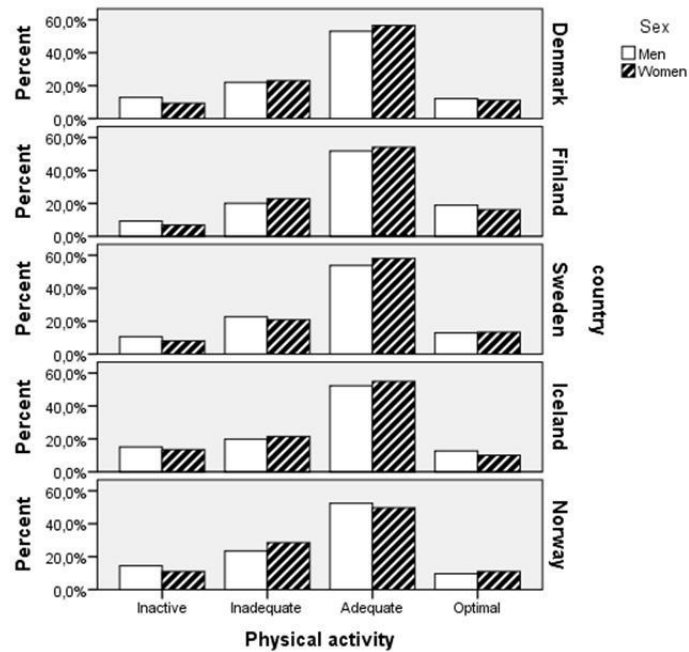 Sex
Men
Women
Percent
60,0%
40,0%
20,0%
0,0%
Denmark
Percent
60,0%
40,0%
20,0%
0,0%
Finland
Percent
60,0%
40,0%
20,0%
0,0%
Sweden
country
Percent
60,0%
40,0%
20,0%
0,0%
Iceland
Percent
60,0%
40,0%
20,0%
0,0%
Norway
Inactive Inadequate Adequate Optimal
Physical activity